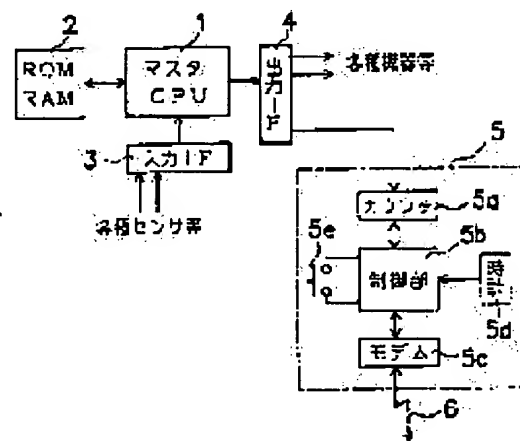 2
ROM
RAM
1
マスタ
CPU
4
出力IF
各種機器等
3
入力IF
各種センサ等
5
カウンタ
5a
5e
5b
制御部
時計
5d
モデム
5c
6